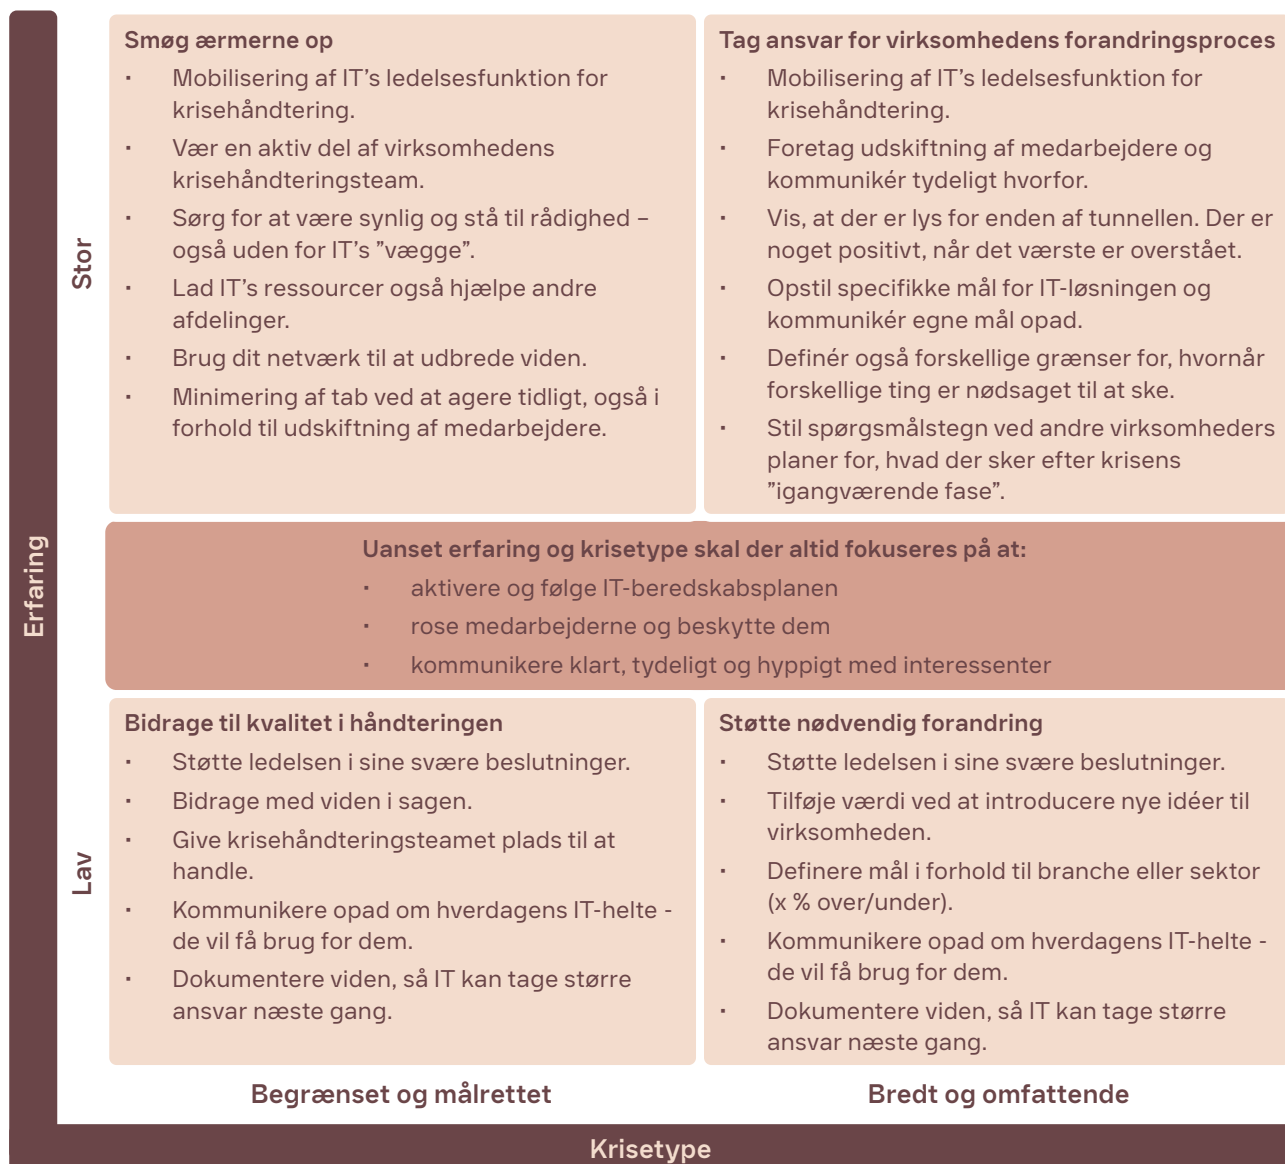 Erfaring
Stor
Smøg ærmerne op
· Mobilisering af IT’s ledelsesfunktion for
krisehåndtering.
· Vær en aktiv del af virksomhedens
krisehåndteringsteam.
· Sørg for at være synlig og stå til rådighed –
også uden for IT’s ”vægge”.
· Lad IT’s ressourcer også hjælpe andre
afdelinger.
· Brug dit netværk til at udbrede viden.
· Minimering af tab ved at agere tidligt, også i
forhold til udskiftning af medarbejdere.
Tag ansvar for virksomhedens forandringsproces
· Mobilisering af IT’s ledelsesfunktion for
krisehåndtering.
· Foretag udskiftning af medarbejdere og
kommunikér tydeligt hvorfor.
· Vis, at der er lys for enden af tunnellen. Der er
noget positivt, når det værste er overstået.
· Opstil specifikke mål for IT-løsningen og
kommunikér egne mål opad.
· Definér også forskellige grænser for, hvornår
forskellige ting er nødsaget til at ske.
· Stil spørgsmålstegn ved andre virksomheders
planer for, hvad der sker efter krisens
”igangværende fase”.
Uanset erfaring og krisetype skal der altid fokuseres på at:
· aktivere og følge IT-beredskabsplanen
· rose medarbejderne og beskytte dem
· kommunikere klart, tydeligt og hyppigt med interessenter
Lav
Bidrage til kvalitet i håndteringen
· Støtte ledelsen i sine svære beslutninger.
· Bidrage med viden i sagen.
· Give krisehåndteringsteamet plads til at
handle.
· Kommunikere opad om hverdagens IT-helte -
de vil få brug for dem.
· Dokumentere viden, så IT kan tage større
ansvar næste gang.
Støtte nødvendig forandring
· Støtte ledelsen i sine svære beslutninger.
· Tilføje værdi ved at introducere nye idéer til
virksomheden.
· Definere mål i forhold til branche eller sektor
(x % over/under).
· Kommunikere opad om hverdagens IT-helte -
de vil få brug for dem.
· Dokumentere viden, så IT kan tage større
ansvar næste gang.
Begrænset og målrettet
Bredt og omfattende
Krisetype